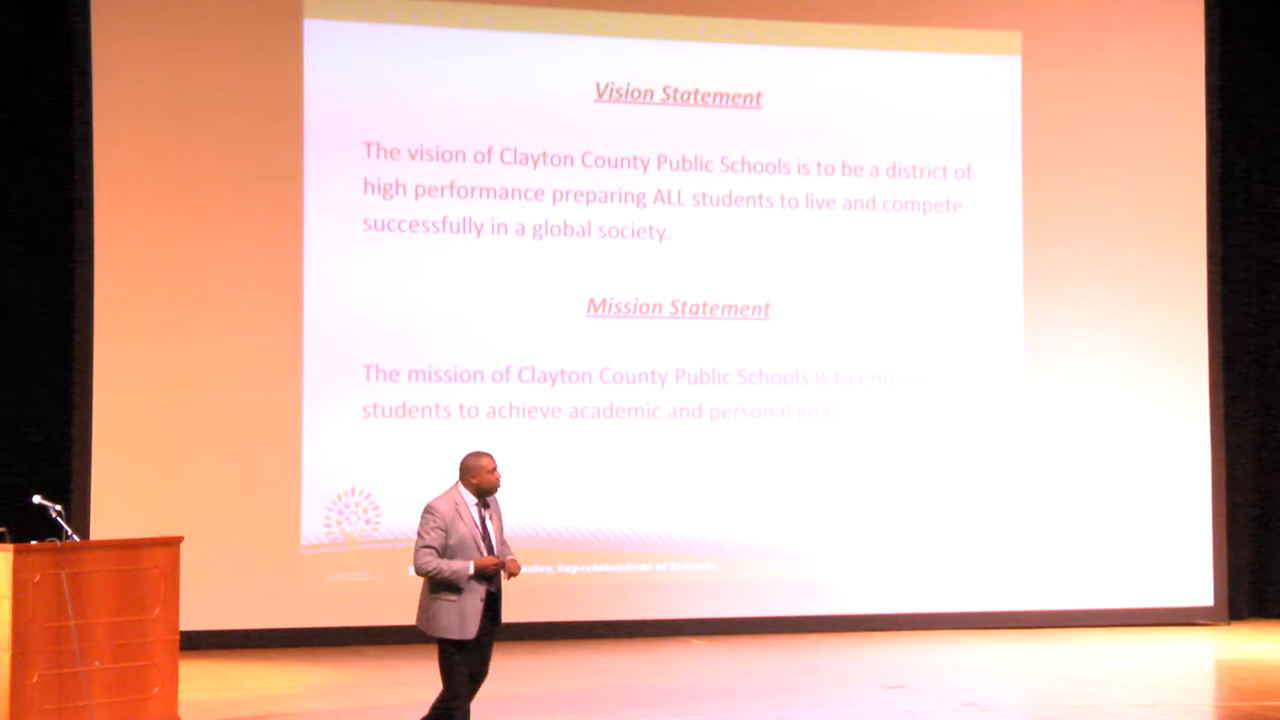 Vision Statement
The vision of Clayton County Public Schools is to be a district of
high performance preparing ALL students to live and compete
successfully in a global society.
Mission Statement
The mission of Clayton County Public Schools is to empower
students to achieve academic and personal goals
Superintendent of Schools